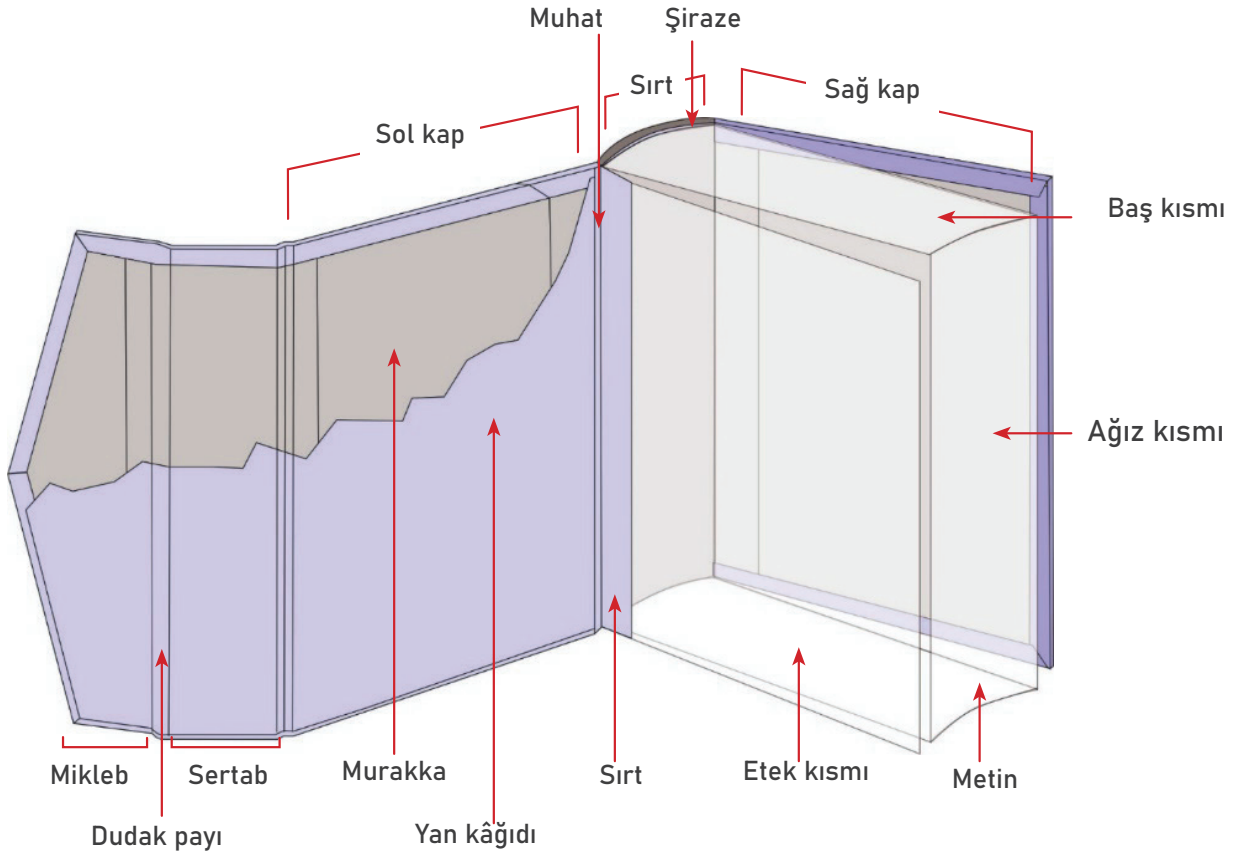 Muhat
Şiraze
Sırt
Sağ kap
Sol kap
Baş kısmı
Ağız kısmı
Mikleb
Sertab
Murakka
Sırt
Etek kısmı
Metin
Dudak payı
Yan kâğıdı